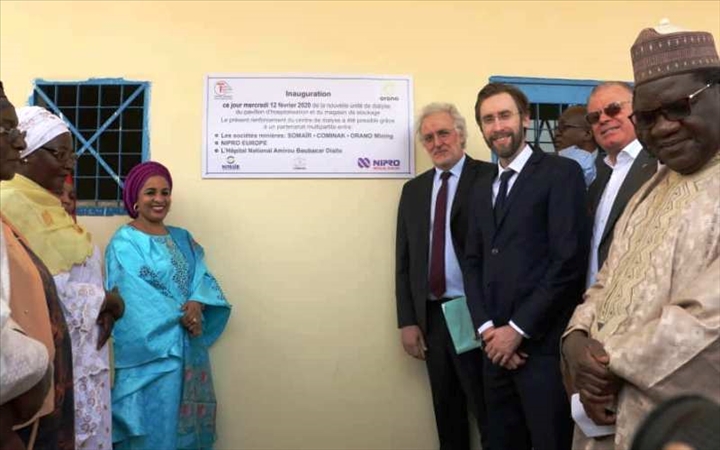 orano
Inauguration
ce jour mercredi 12 février 2020 de la nouvelle unité de dialyse,
du pavillon d'hospitalisation et du magasin de stockage
Le présent renforcement du centre de dialyse a été possible grâce
à un partenariat multipartite entre:
Les sociétés minières: SOMAÏR - COMINAK - ORANO Mining
NIPRO EUROPE
L'Hôpital National Amirou Boubacar Diallo
NIPRO